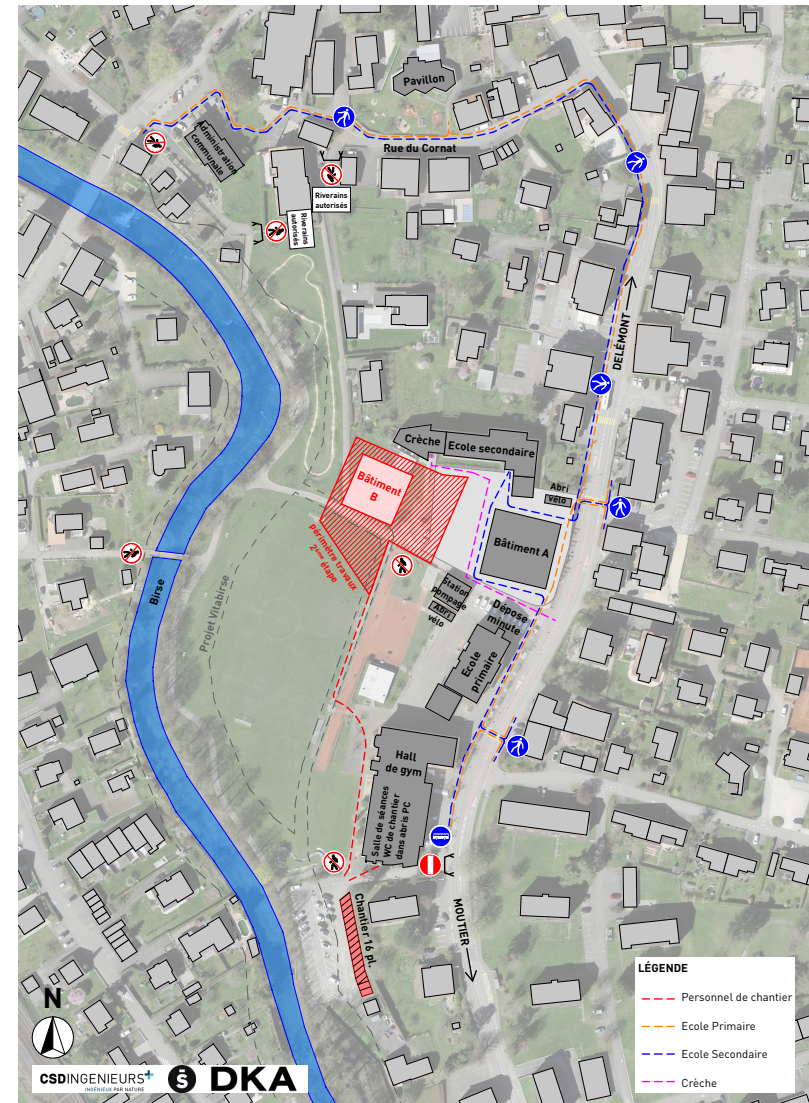 Pavillon
Administration
communale
Rue du Cornat
Riverains
autorisés
Riverains
autorisés
DELÉMONT
Crèche
Ecole secondaire
Bâtiment
B
Abri
vélo
Bâtiment A
périmètre travaux
2ième étape
Birse
Projet Vitabirse
Station
Pompage
Abri
vélo
Dépose
minute
Ecole
primaire
Hall
de gym
Salle de séances
WC de chantier
dans abris PC
Chantier 16 pl.
MOUTIER
N
CSDINGENIEURS+
INGÉNIEUX PAR NATURE
S DKA
LÉGENDE
Personnel de chantier
Ecole Primaire
Ecole Secondaire
Crèche